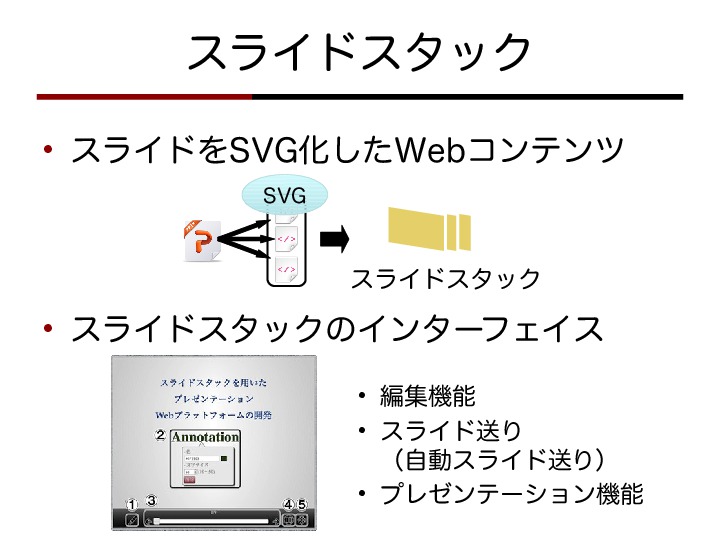 スライドスタック
• スライドをSVG化したWebコンテンツ
SVG
</>
</>
スライドスタック
• スライドスタックのインターフェイス
スライドスタックを用いた
プレゼンテーション
Webプラットフォームの開発
② Annotation
① ③ ④ ⑤
• 編集機能
• スライド送り
（自動スライド送り）
• プレゼンテーション機能